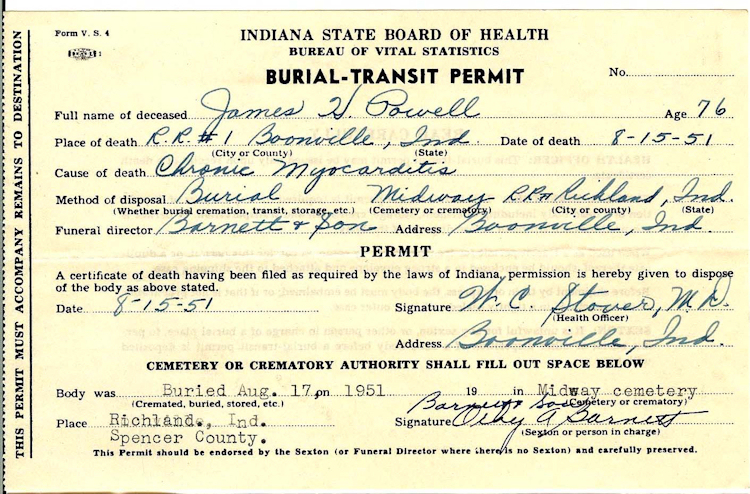 Form V. S. 4
INDIANA STATE BOARD OF HEALTH
BUREAU OF VITAL STATISTICS
BURIAL-TRANSIT PERMIT
No.
Full name of deceased James H. Powell Age 76
Place of death R.R. #1 Boonville, Ind. Date of death 8-15-51
(City or County) (State)
Cause of death Chronic Myocarditis
Method of disposal Burial Midway R.R.# Richland, Ind.
(Whether burial cremation, transit, storage, etc.) (Cemetery or crematory) (City or county) (State)
Funeral director Barnett & Son Address Boonville, Ind.
PERMIT
A certificate of death having been filed as required by the laws of Indiana, permission is hereby given to dispose
of the body as above stated.
Date 8-15-51 Signature W. C. Stover, M.D.
(Health Officer)
Address Boonville, Ind.
CEMETERY OR CREMATORY AUTHORITY SHALL FILL OUT SPACE BELOW
Body was Buried Aug. 17, on 1951 19 in Midway cemetery
(Cremated, buried, stored, etc.) (Cemetery or crematory)
Place Richland., Ind. Signature Barnett & Son
Spencer County. A Barnett
(Sexton or person in charge)
This Permit should be endorsed by the Sexton (or Funeral Director where there is no Sexton) and carefully preserved.
THIS PERMIT MUST ACCOMPANY REMAINS TO DESTINATION